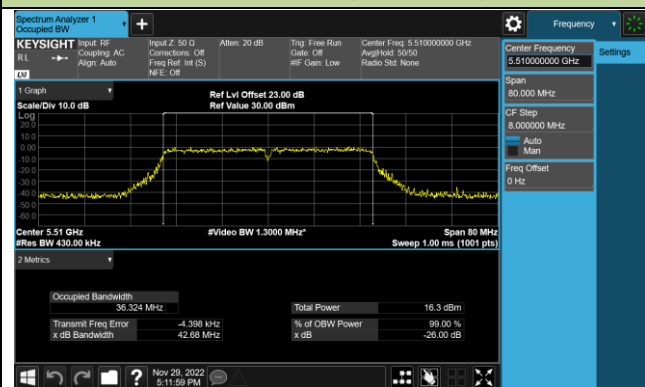 Spectrum Analyzer 1
Occupied BW
+
Frequency
KEYSIGHT
RL
Input: RF
Coupling: AC
Align: Auto
Input Z: 50 Ω
Corrections: Off
Freq Ref: Int (S)
NFE: Off
Atten: 20 dB
Trig: Free Run
Gate: Off
#IF Gain: Low
Center Freq: 5.510000000 GHz
Avg|Hold: 50/50
Radio Std: None
Center Frequency
5.510000000 GHz
Settings
Span
80.000 MHz
CF Step
8.000000 MHz
Auto
Man
Freq Offset
0 Hz
1 Graph
Scale/Div 10.0 dB
Ref Lvl Offset 23.00 dB
Ref Value 30.00 dBm
Log
20.0
10.0
0.00
-10.0
-20.0
-30.0
-40.0
-50.0
-60.0
Center 5.51 GHz
#Res BW 430.00 kHz
#Video BW 1.3000 MHz*
Span 80 MHz
Sweep 1.00 ms (1001 pts)
2 Metrics
Occupied Bandwidth
36.324 MHz
Total Power 16.3 dBm
Transmit Freq Error -4.398 kHz
% of OBW Power 99.00 %
x dB Bandwidth 42.68 MHz
x dB -26.00 dB
?
Nov 29, 2022
5:11:59 PM